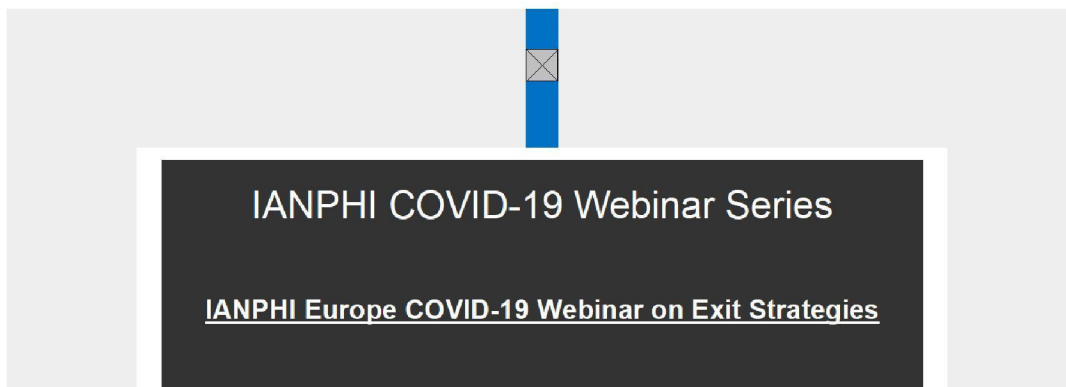 IANPHI COVID-19 Webinar Series
IANPHI Europe COVID-19 Webinar on Exit Strategies